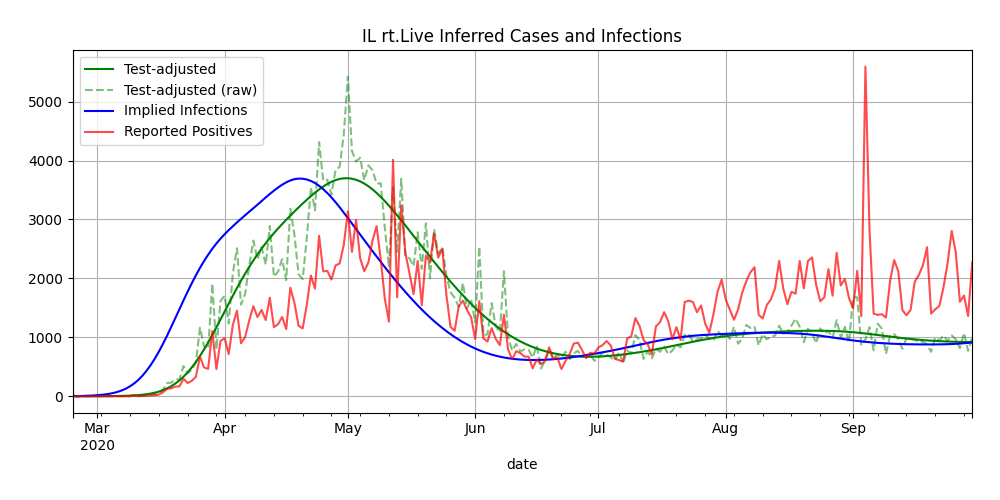 IL rt.Live Inferred Cases and Infections
Test-adjusted
Test-adjusted (raw)
Implied Infections
Reported Positives
5000
4000
3000
2000
1000
0
Mar Apr May Jun Jul Aug Sep
2020
date